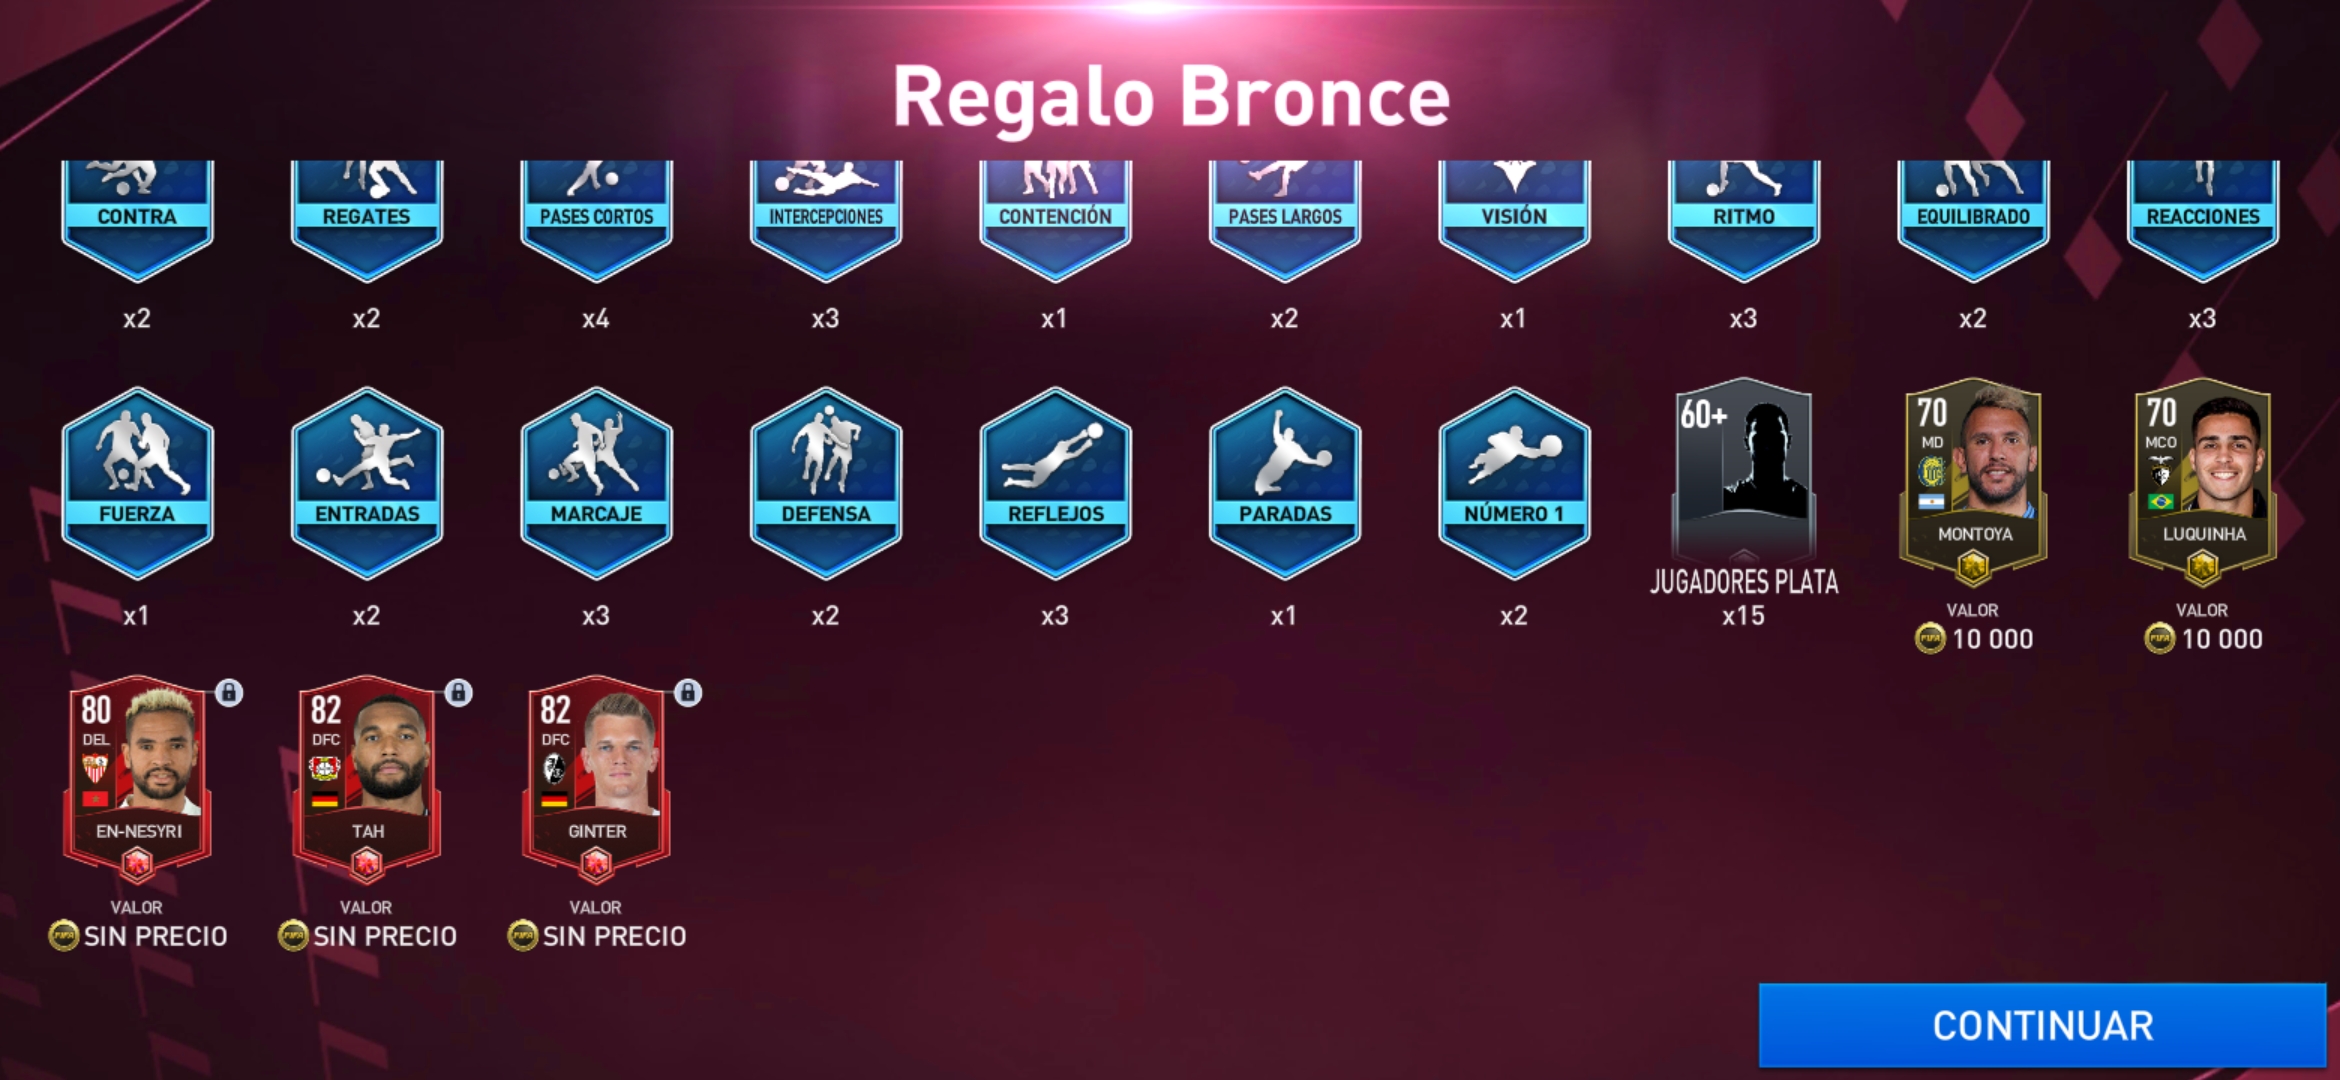 Regalo Bronce
CONTRA
REGATES
PASES CORTOS
INTERCEPCIONES
CONTENCIÓN
PASES LARGOS
VISIÓN
RITMO
EQUILIBRADO
REACCIONES
x2
x2
x4
x3
x1
x2
x1
x3
x2
x3
FUERZA
x1
ENTRADAS
x2
MARCAJE
x3
DEFENSA
x2
REFLEJOS
x3
PARADAS
x1
NÚMERO 1
x2
60+
JUGADORES PLATA
x15
70
MD
MONTOYA
VALOR
10 000
70
MCO
LUQUINHA
VALOR
10 000
80
DEL
EN-NESYRI
VALOR
SIN PRECIO
82
DFC
TAH
VALOR
SIN PRECIO
82
DFC
GINTER
VALOR
SIN PRECIO
CONTINUAR